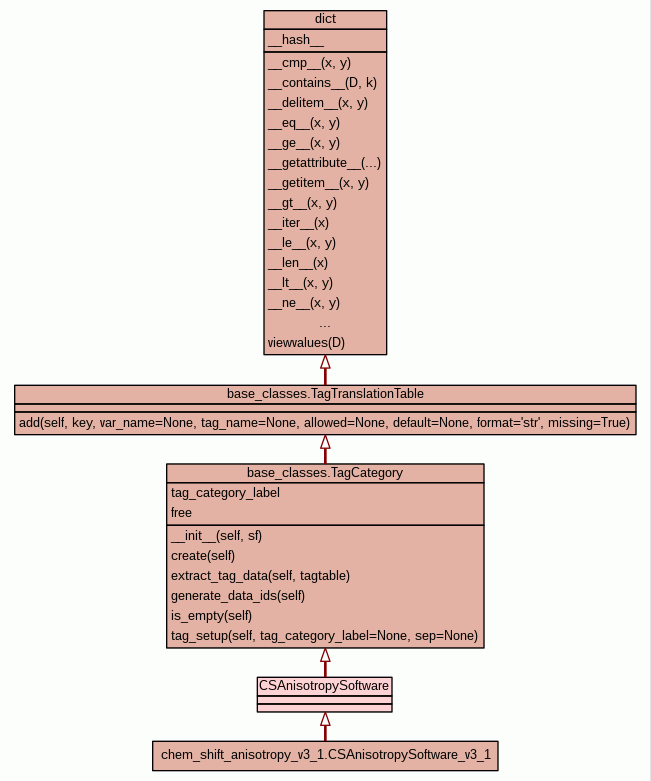 dict
__hash__
__cmp__(x, y)
__contains__(D, k)
__delitem__(x, y)
__eq__(x, y)
__ge__(x, y)
__getattribute__(...)
__getitem__(x, y)
__gt__(x, y)
__iter__(x)
__le__(x, y)
__len__(x)
__lt__(x, y)
__ne__(x, y)
...
viewvalues(D)
base_classes.TagTranslationTable
add(self, key, var_name=None, tag_name=None, allowed=None, default=None, format='str', missing=True)
base_classes.TagCategory
tag_category_label
free
__init__(self, sf)
create(self)
extract_tag_data(self, tagtable)
generate_data_ids(self)
is_empty(self)
tag_setup(self, tag_category_label=None, sep=None)
CSAnisotropySoftware
chem_shift_anisotropy_v3_1.CSAnisotropySoftware_v3_1